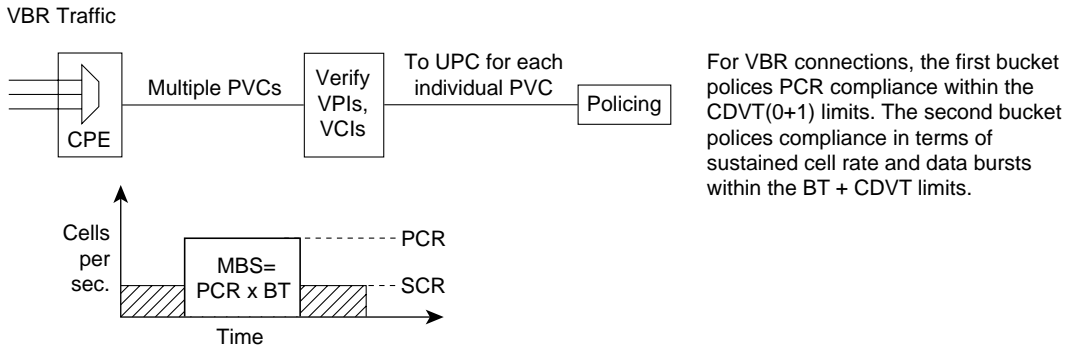 VBR Traffic
CPE
Multiple PVCs
Verify
VPIs,
VCIs
To UPC for each
individual PVC
Policing
For VBR connections, the first bucket
polices PCR compliance within the
CDVT(0+1) limits. The second bucket
polices compliance in terms of
sustained cell rate and data bursts
within the BT + CDVT limits.
Cells
per
sec.
MBS=
PCR x BT
PCR
SCR
Time